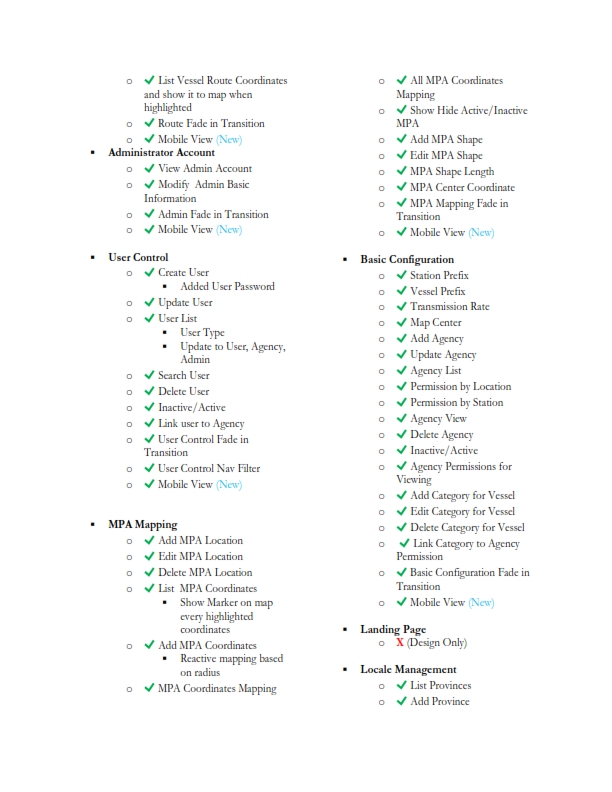 o ✔ List Vessel Route Coordinates
and show it to map when
highlighted
o ✔ Route Fade in Transition
o ✔ Mobile View (New)
▪ Administrator Account
o ✔ View Admin Account
o ✔ Modify Admin Basic
Information
o ✔ Admin Fade in Transition
o ✔ Mobile View (New)
▪ User Control
o ✔ Create User
▪ Added User Password
o ✔ Update User
o ✔ User List
▪ User Type
▪ Update to User, Agency,
Admin
o ✔ Search User
o ✔ Delete User
o ✔ Inactive/Active
o ✔ Link user to Agency
o ✔ User Control Fade in
Transition
o ✔ User Control Nav Filter
o ✔ Mobile View (New)
▪ MPA Mapping
o ✔ Add MPA Location
o ✔ Edit MPA Location
o ✔ Delete MPA Location
o ✔ List MPA Coordinates
▪ Show Marker on map
every highlighted
coordinates
o ✔ Add MPA Coordinates
▪ Reactive mapping based
on radius
o ✔ MPA Coordinates Mapping
o ✔ All MPA Coordinates
Mapping
o ✔ Show Hide Active/Inactive
MPA
o ✔ Add MPA Shape
o ✔ Edit MPA Shape
o ✔ MPA Shape Length
o ✔ MPA Center Coordinate
o ✔ MPA Mapping Fade in
Transition
o ✔ Mobile View (New)
▪ Basic Configuration
o ✔ Station Prefix
o ✔ Vessel Prefix
o ✔ Transmission Rate
o ✔ Map Center
o ✔ Add Agency
o ✔ Update Agency
o ✔ Agency List
o ✔ Permission by Location
o ✔ Permission by Station
o ✔ Agency View
o ✔ Delete Agency
o ✔ Inactive/Active
o ✔ Agency Permissions for
Viewing
o ✔ Add Category for Vessel
o ✔ Edit Category for Vessel
o ✔ Delete Category for Vessel
o ✔ Link Category to Agency
Permission
o ✔ Basic Configuration Fade in
Transition
o ✔ Mobile View (New)
▪ Landing Page
o X (Design Only)
▪ Locale Management
o ✔ List Provinces
o ✔ Add Province